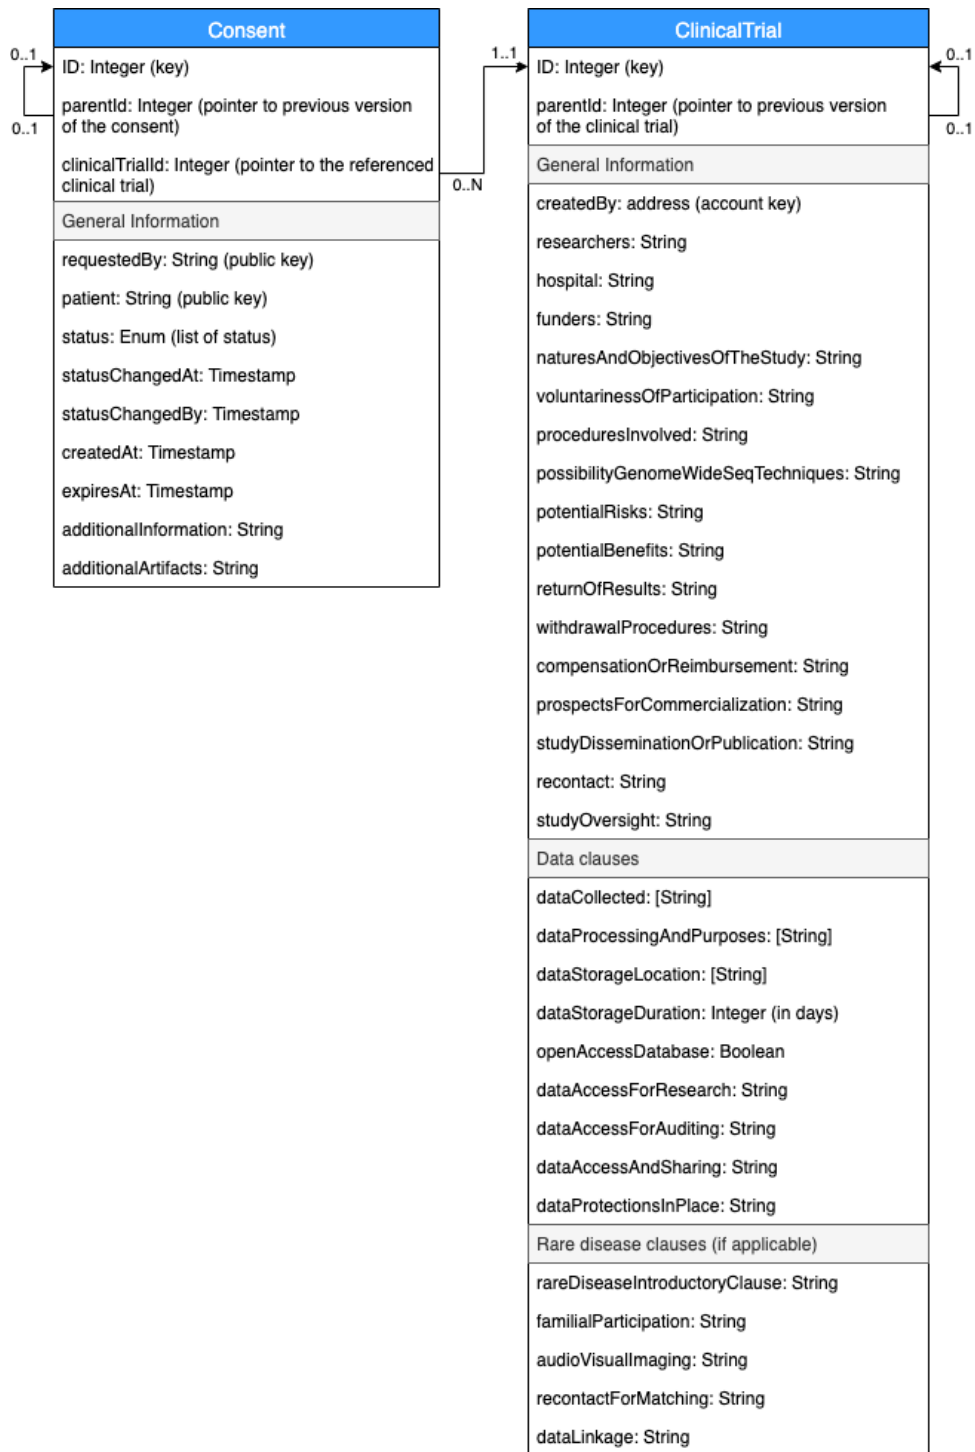 Consent
0..1
ID: Integer (key)
parentId: Integer (pointer to previous version
of the consent)
0..1
clinicalTrialId: Integer (pointer to the referenced
clinical trial)
0..N
General Information
requestedBy: String (public key)
patient: String (public key)
status: Enum (list of status)
statusChangedAt: Timestamp
statusChangedBy: Timestamp
createdAt: Timestamp
expiresAt: Timestamp
additionalInformation: String
additionalArtifacts: String
ClinicalTrial
1..1
0..1
ID: Integer (key)
parentId: Integer (pointer to previous version
of the clinical trial)
0..1
General Information
createdBy: address (account key)
researchers: String
hospital: String
funders: String
naturesAndObjectivesOfTheStudy: String
voluntarinessOfParticipation: String
proceduresInvolved: String
possibilityGenomeWideSeqTechniques: String
potentialRisks: String
potentialBenefits: String
returnOfResults: String
withdrawalProcedures: String
compensationOrReimbursement: String
prospectsForCommercialization: String
studyDisseminationOrPublication: String
recontact: String
studyOversight: String
Data clauses
dataCollected: [String]
dataProcessingAndPurposes: [String]
dataStorageLocation: [String]
dataStorageDuration: Integer (in days)
openAccessDatabase: Boolean
dataAccessForResearch: String
dataAccessForAuditing: String
dataAccessAndSharing: String
dataProtectionsInPlace: String
Rare disease clauses (if applicable)
rareDiseaseIntroductoryClause: String
familialParticipation: String
audioVisualImaging: String
recontactForMatching: String
dataLinkage: String